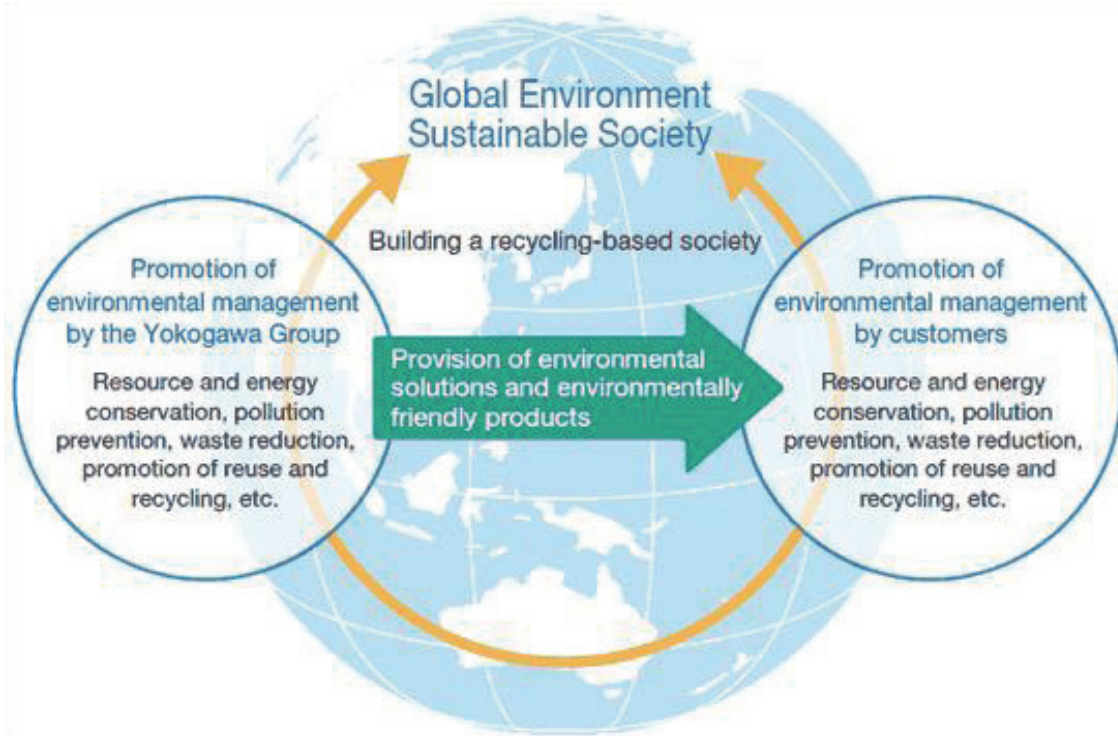 Global Environment
Sustainable Society
Building a recycling-based society
Promotion of
environmental management
by the Yokogawa Group
Resource and energy
conservation, pollution
prevention, waste reduction,
promotion of reuse and
recycling, etc.
Provision of environmental
solutions and environmentally
friendly products
Promotion of
environmental management
by customers
Resource and energy
conservation, pollution
prevention, waste reduction,
promotion of reuse and
recycling, etc.